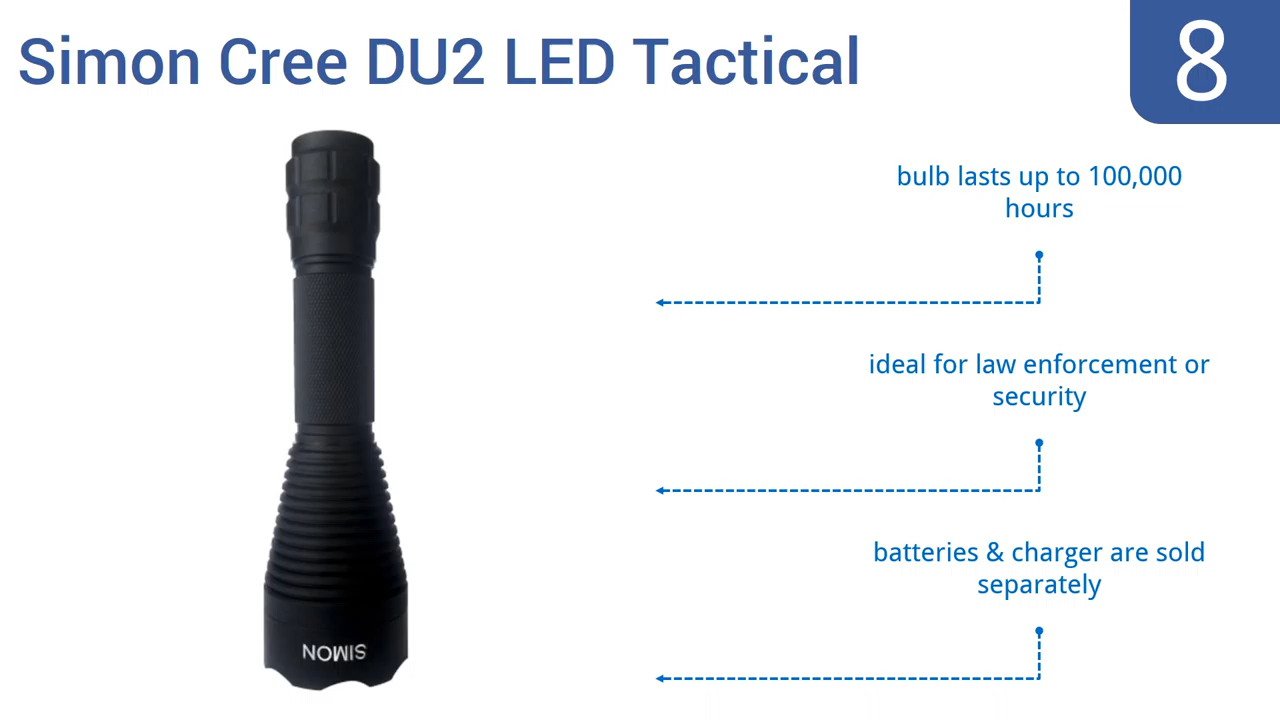 Simon Cree DU2 LED Tactical
8
bulb lasts up to 100,000
hours
ideal for law enforcement or
security
batteries & charger are sold
separately
SIMON